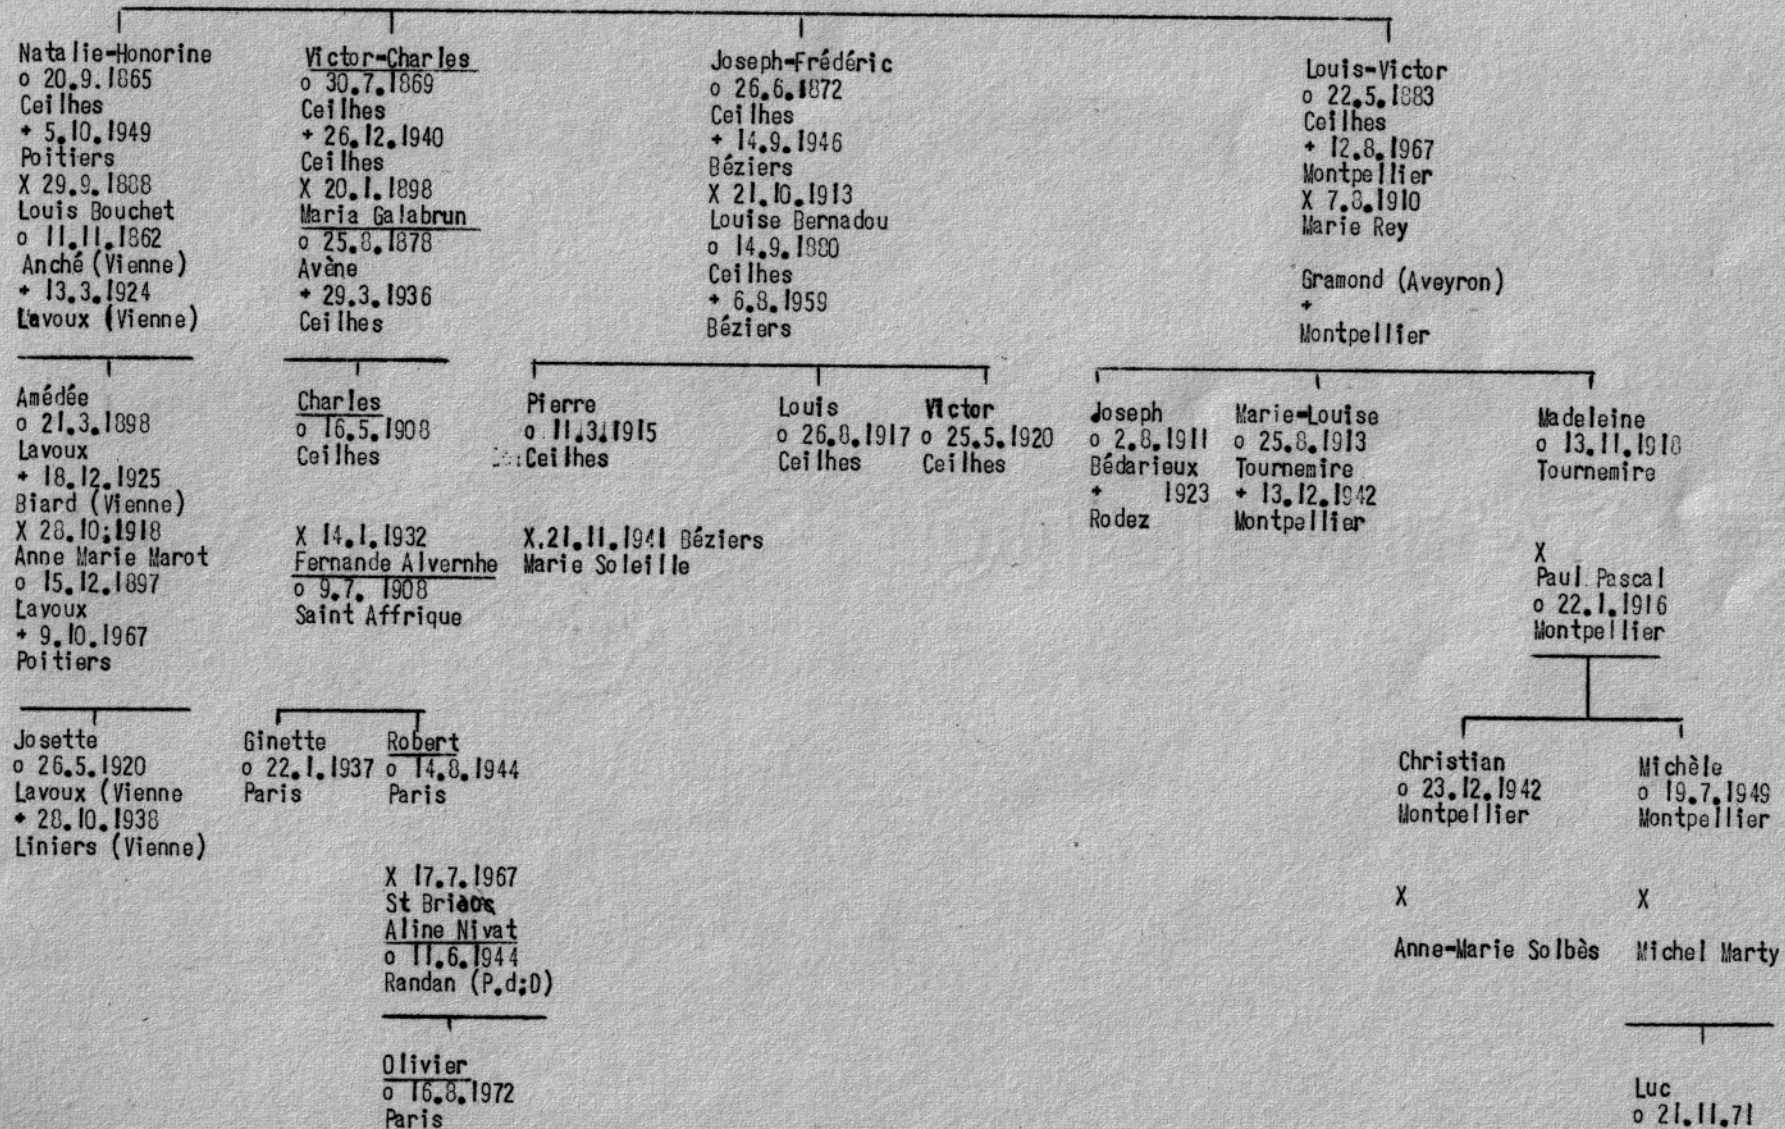 Natalie-Honorine
o 20.9.1865
Ceilhes
+ 5.10.1949
Poitiers
X 29.9.1888
Louis Bouchet
o 11.11.1862
Anché (Vienne)
+ 13.3.1924
Lavoux (Vienne)
Victor-Charles
o 30.7.1869
Ceilhes
+ 26.12.1940
Ceilhes
X 20.1.1898
Maria Galabrun
o 25.8.1878
Avène
+ 29.3.1936
Ceilhes
Joseph-Frédéric
o 26.6.1872
Ceilhes
+ 14.9.1946
Béziers
X 21.10.1913
Louise Bernadou
o 14.9.1880
Ceilhes
+ 6.8.1959
Béziers
Louis-Victor
o 22.5.1883
Ceilhes
+ 12.8.1967
Montpellier
X 7.8.1910
Marie Rey
Gramond (Aveyron)
+
Montpellier
Amédée
o 21.3.1898
Lavoux
+ 18.12.1925
Biard (Vienne)
X 28.10;1918
Anne Marie Marot
o 15.12.1897
Lavoux
+ 9.10.1967
Poitiers
Charles
o 16.5.1908
Ceilhes
X 14.1.1932
Fernande Alvernhe
o 9.7. 1908
Saint Affrique
Pierre
o 11.3.1915
Ceilhes
X.21.11.1941 Béziers
Marie Soleille
Louis
o 26.8.1917
Ceilhes
Victor
o 25.5.1920
Ceilhes
Joseph
o 2.8.1911
Bédarieux
+ 1923
Rodez
Marie-Louise
o 25.8.1913
Tournemire
+ 13.12.1942
Montpellier
Madeleine
o 13.11.1918
Tournemire
X
Paul Pascal
o 22.1.1916
Montpellier
Josette
o 26.5.1920
Lavoux (Vienne
+ 28.10.1938
Liniers (Vienne)
Ginette
o 22.1.1937
Paris
Robert
o 14.8.1944
Paris
X 17.7.1967
St
Aline Nivat
o 11.6.1944
Randan (P.d;D)
Christian
o 23.12.1942
Montpellier
X
Anne-Marie Solbès
Michèle
o 19.7.1949
Montpellier
X
Michel Marty
Olivier
o 16.8.1972
Paris
Luc
o 21.11.71